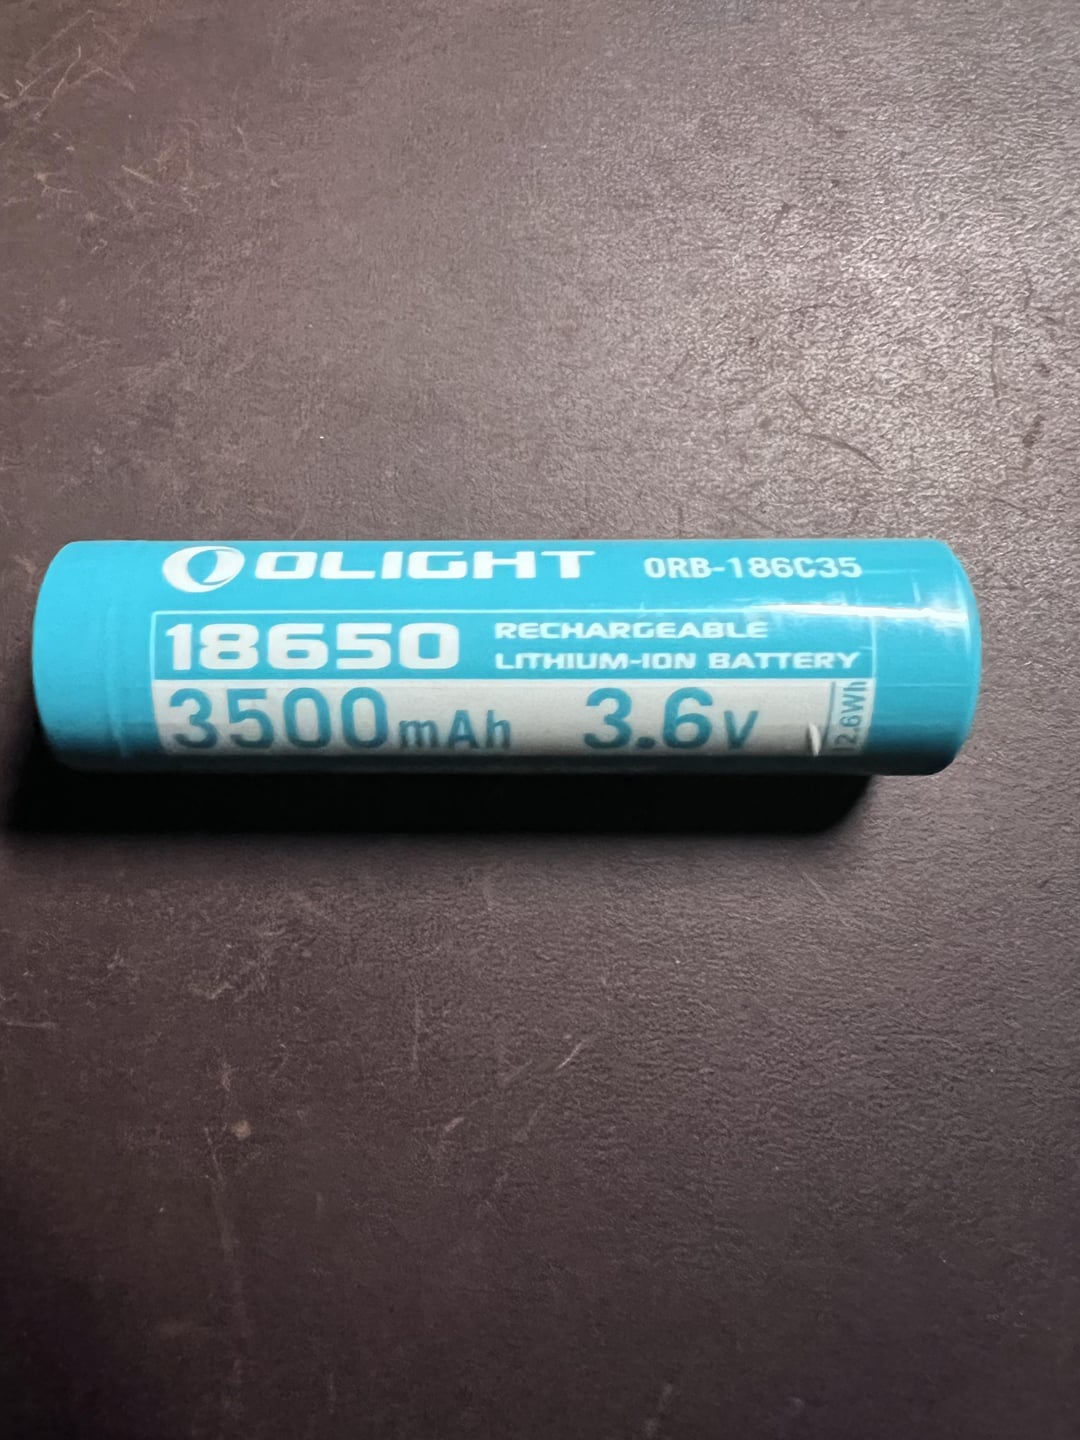 OLIGHT ORB-186C35
18650 RECHARGEABLE
LITHIUM-ION BATTERY
3500mAh 3.6V
12.6Wh